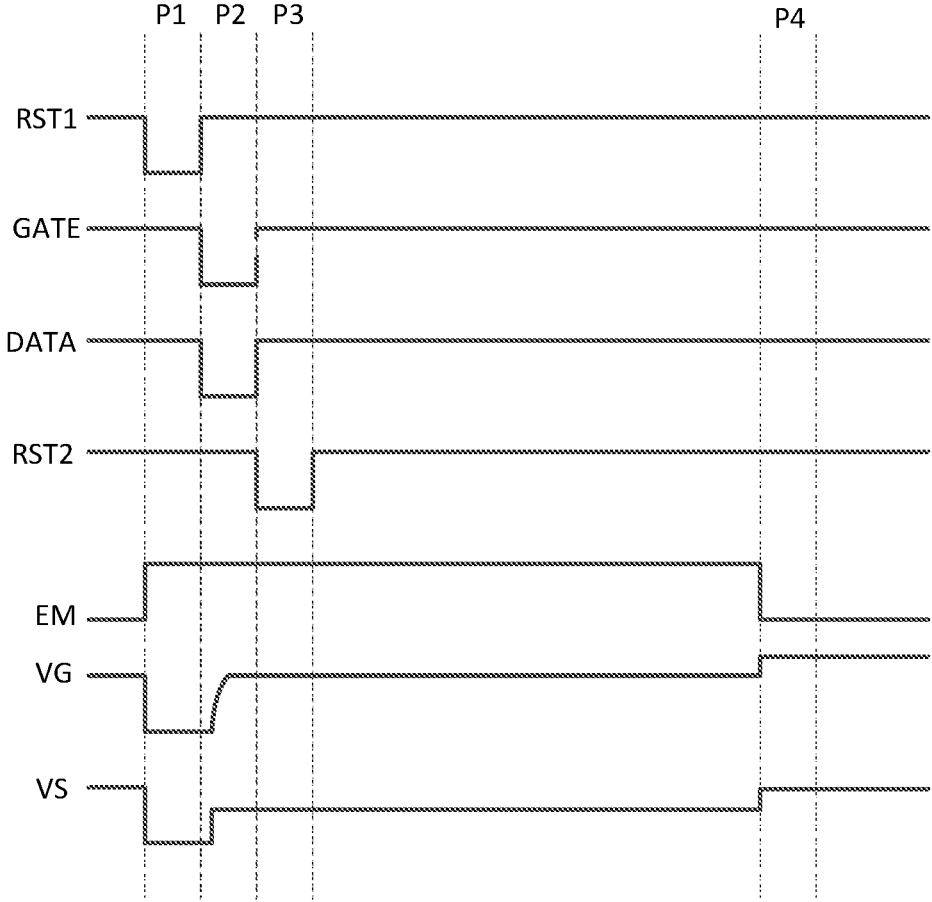 P1 P2 P3 P4
RST1
GATE
DATA
RST2
EM
VG
VS